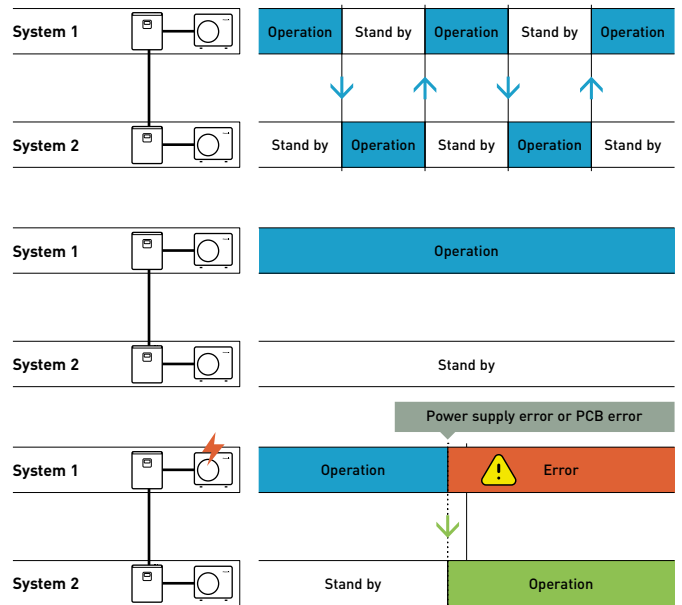 System 1
Operation Stand by Operation Stand by Operation
System 2
Stand by Operation Stand by Operation Stand by
System 1
Operation
System 2
Stand by
Power supply error or PCB error
System 1
Operation ! Error
System 2
Stand by Operation